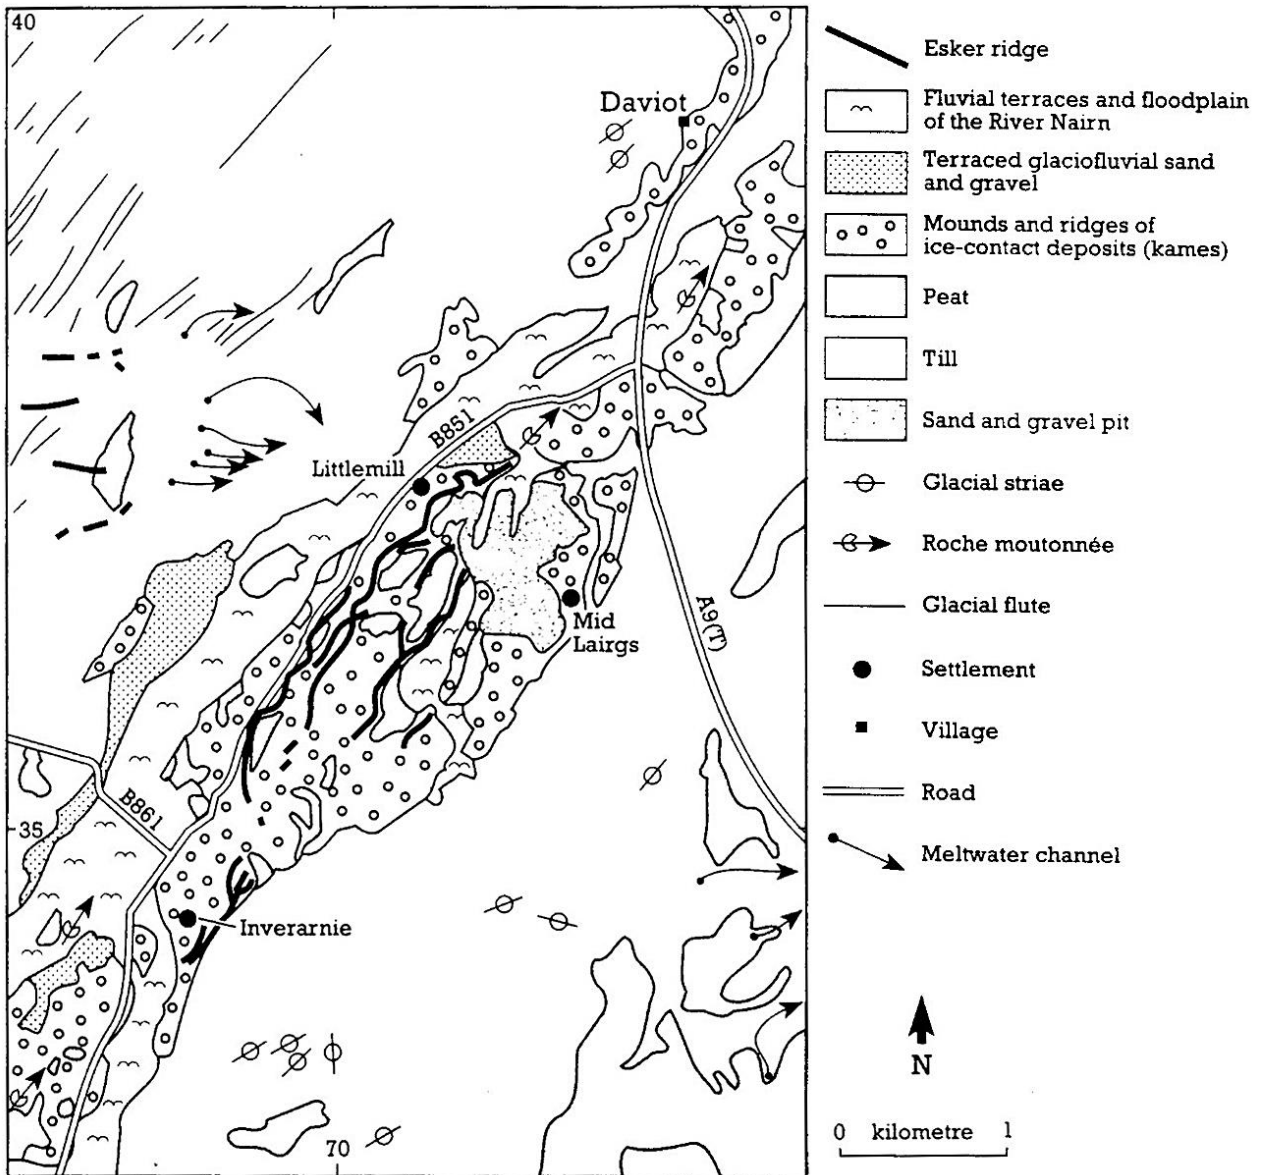 40
Daviot
B851
Littlemill
Mid
Lairgs
A9(T)
B861
35
Inverarnie
70
Esker ridge
Fluvial terraces and floodplain
of the River Nairn
Terraced glaciofluvial sand
and gravel
Mounds and ridges of
ice-contact deposits (kames)
Peat
Till
Sand and gravel pit
Glacial striae
Roche moutonnée
Glacial flute
Settlement
Village
Road
Meltwater channel
N
0 kilometre 1